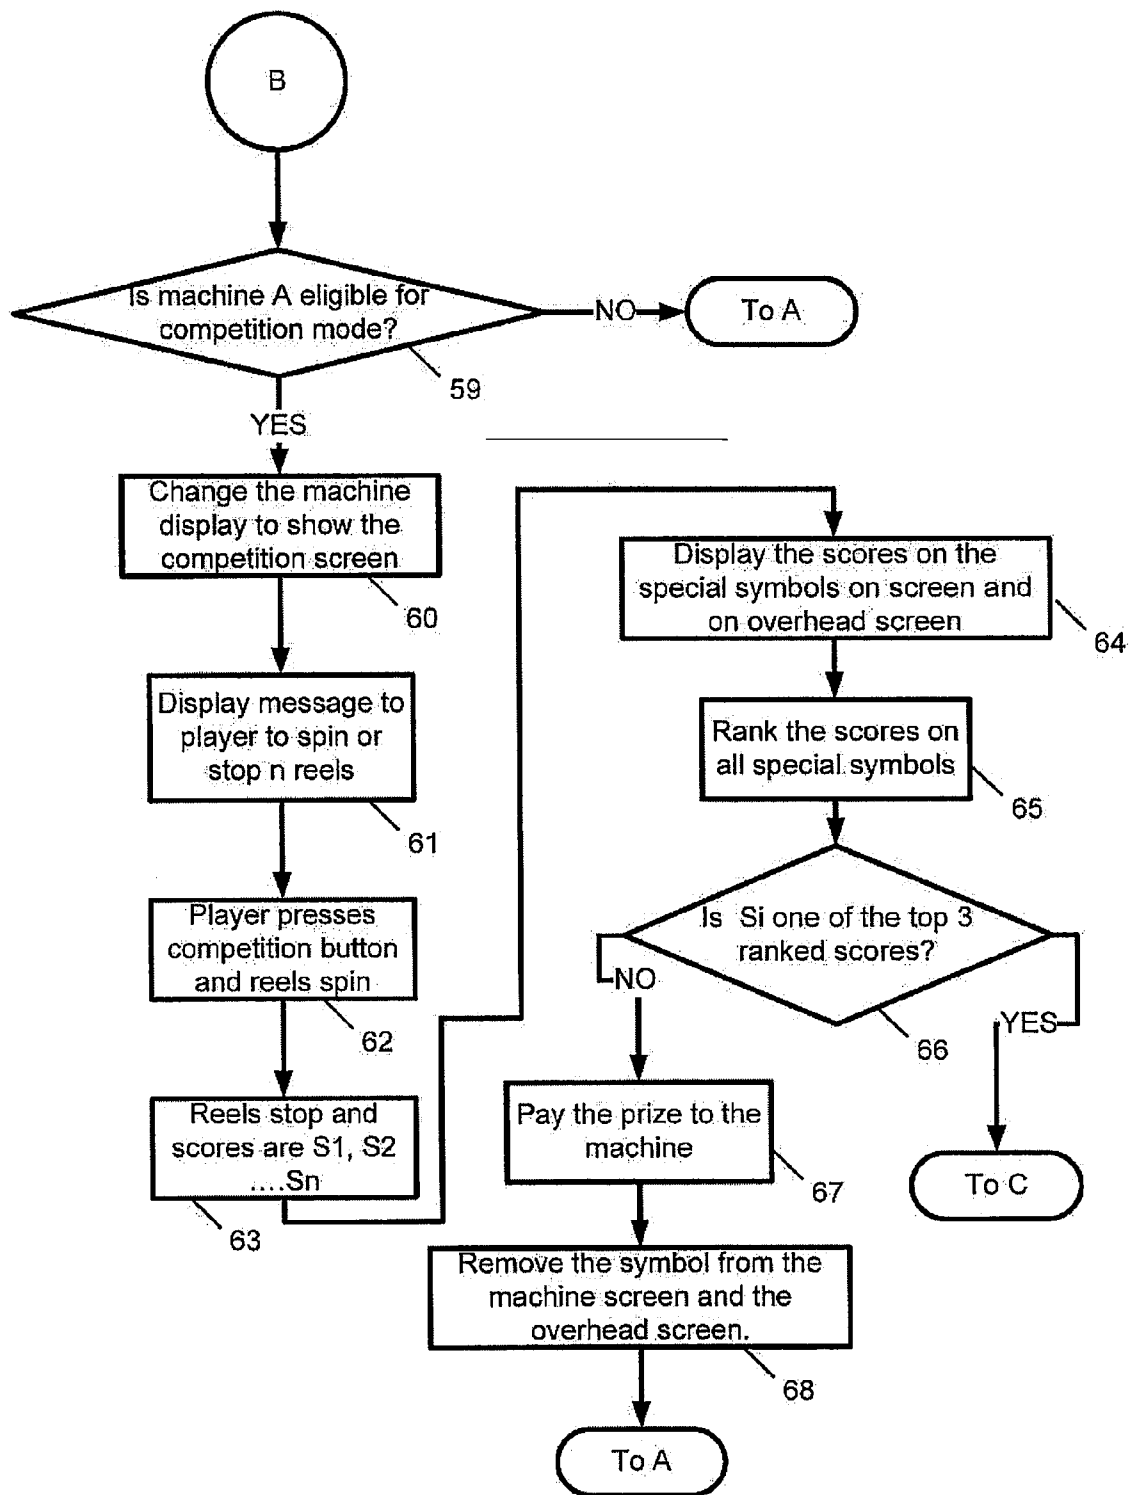 B
Is machine A eligible for
competition mode?
NO
To A
59
YES
Change the machine
display to show the
competition screen
60
Display message to
player to spin or
stop n reels
61
Player presses
competition button
and reels spin
62
Reels stop and
scores are S1, S2
....Sn
63
Display the scores on the
special symbols on screen and
on overhead screen
64
Rank the scores on
all special symbols
65
Is Si one of the top 3
ranked scores?
66
NO
YES
Pay the prize to the
machine
67
To C
Remove the symbol from the
machine screen and the
overhead screen.
68
To A